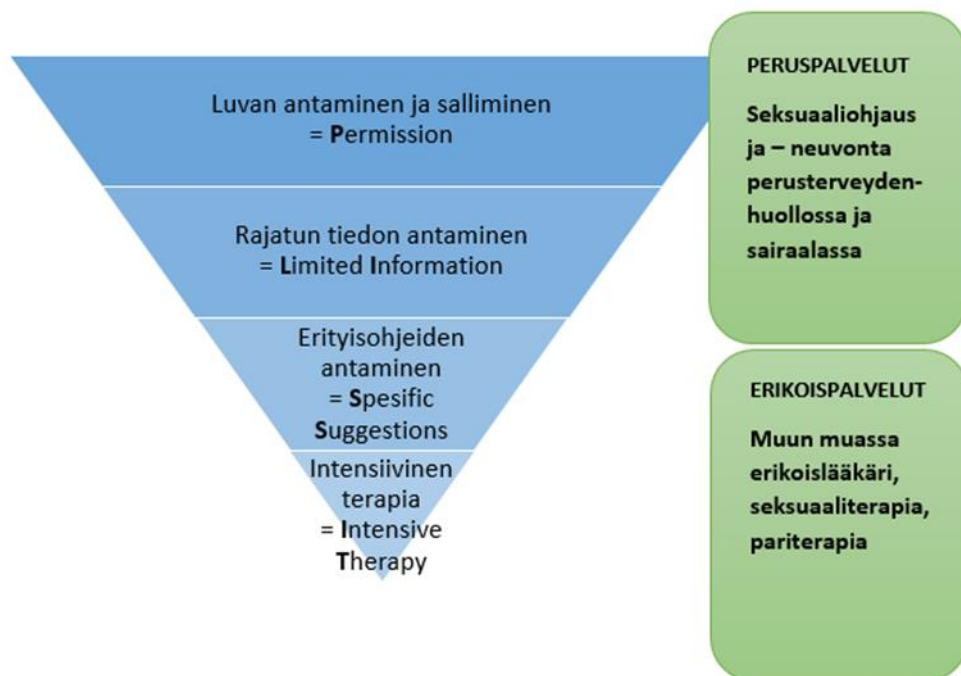 Luvan antaminen ja salliminen
= Permission
Rajatun tiedon antaminen
= Limited Information
Erityisohjeiden
antaminen
= Spesific
Suggestions
Intensiivinen
terapia
= Intensive
Therapy
PERUSPALVELUT
Seksuaaliohjaus
ja – neuvonta
perusterveyden-
huollossa ja
sairaalassa
ERIKOISPALVELUT
Muun muassa
erikoislääkäri,
seksuaaliterapia,
pariterapia